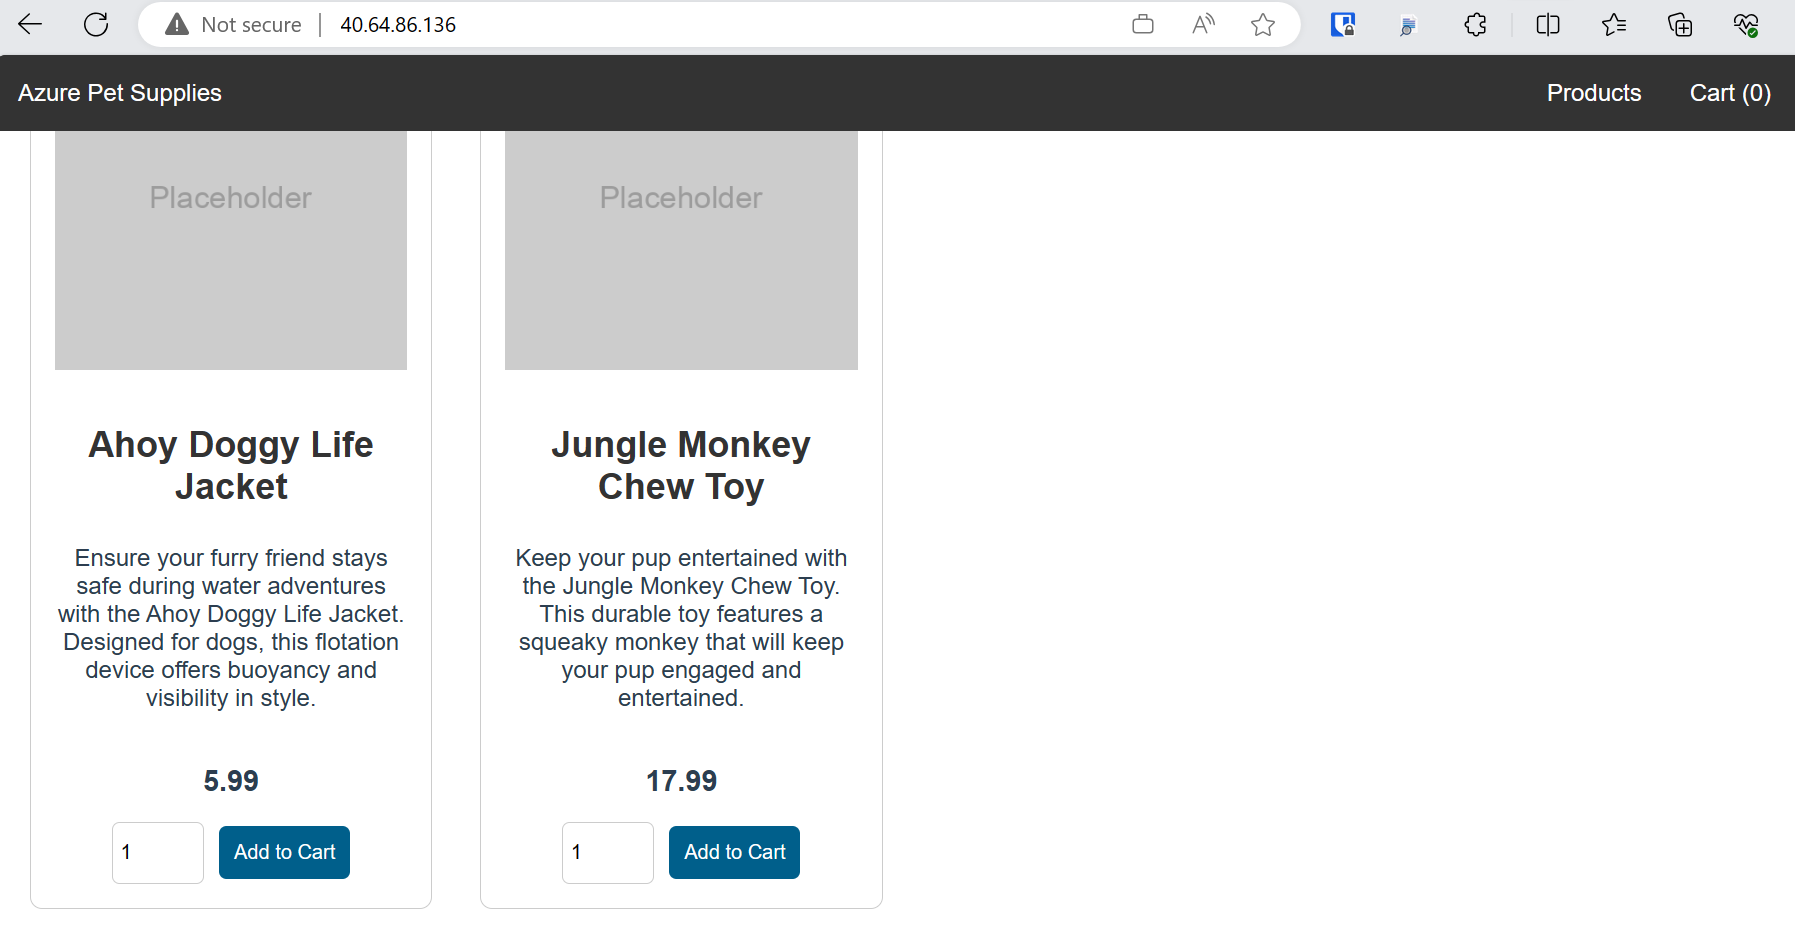 Not secure 40.64.86.136
Azure Pet Supplies Products Cart (0)
Placeholder
Ahoy Doggy Life
Jacket
Ensure your furry friend stays
safe during water adventures
with the Ahoy Doggy Life Jacket.
Designed for dogs, this flotation
device offers buoyancy and
visibility in style.
5.99
1 Add to Cart
Placeholder
Jungle Monkey
Chew Toy
Keep your pup entertained with
the Jungle Monkey Chew Toy.
This durable toy features a
squeaky monkey that will keep
your pup engaged and
entertained.
17.99
1 Add to Cart